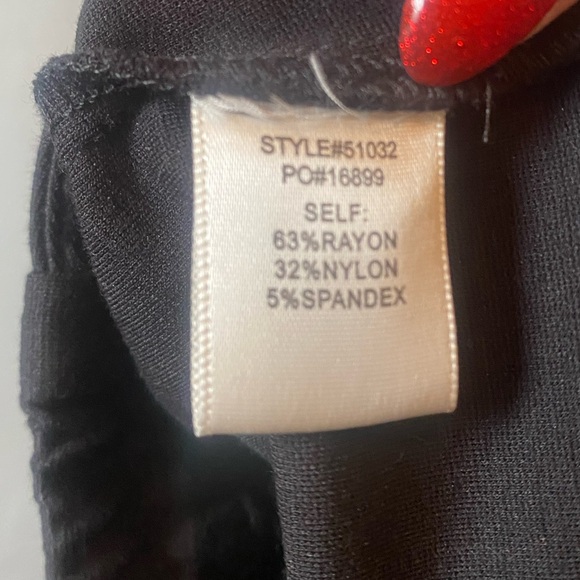 STYLE#51032
PO#16899
SELF:
63%RAYON
32%NYLON
5%SPANDEX